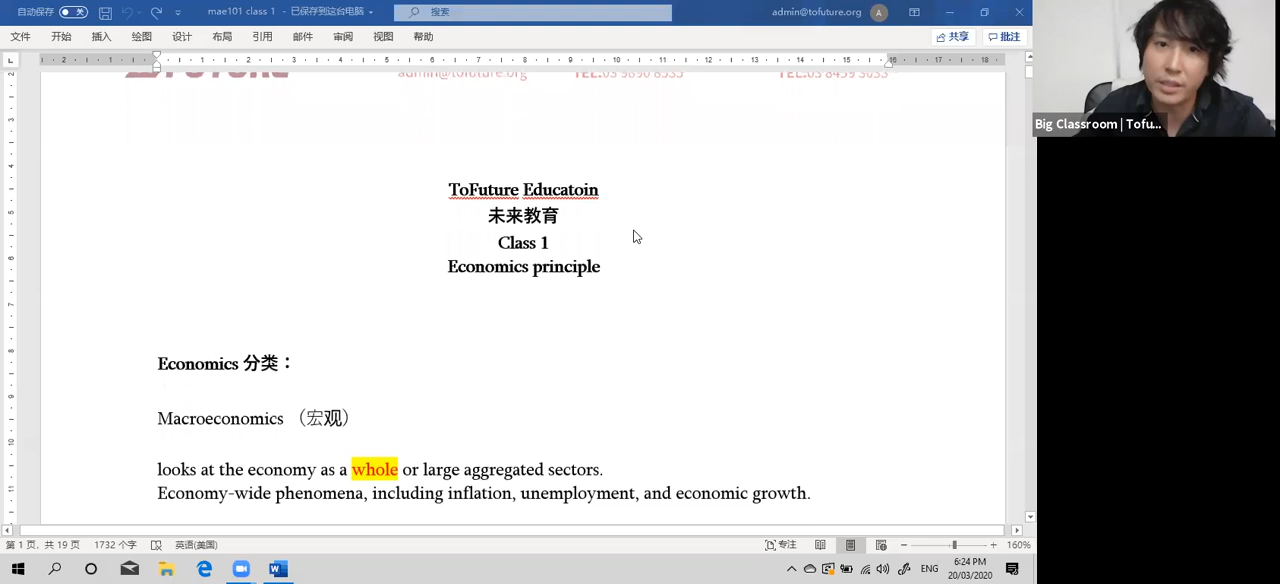 自动保存 关 mae101 class 1 - 已保存到这台电脑 搜索 admin@tofuture.org A
文件 开始 插入 绘图 设计 布局 引用 邮件 审阅 视图 帮助 共享 批注
Big Classroom | Tofu...
admin@tofuture.org
ToFuture Educatoin
未来教育
Class 1
Economics principle
Economics 分类：
Macroeconomics （宏观）
looks at the economy as a whole or large aggregated sectors.
Economy-wide phenomena, including inflation, unemployment, and economic growth.
第 1 页，共 19 页 1732 个字 英语(美国) 专注 160%
ENG 6:24 PM
20/03/2020